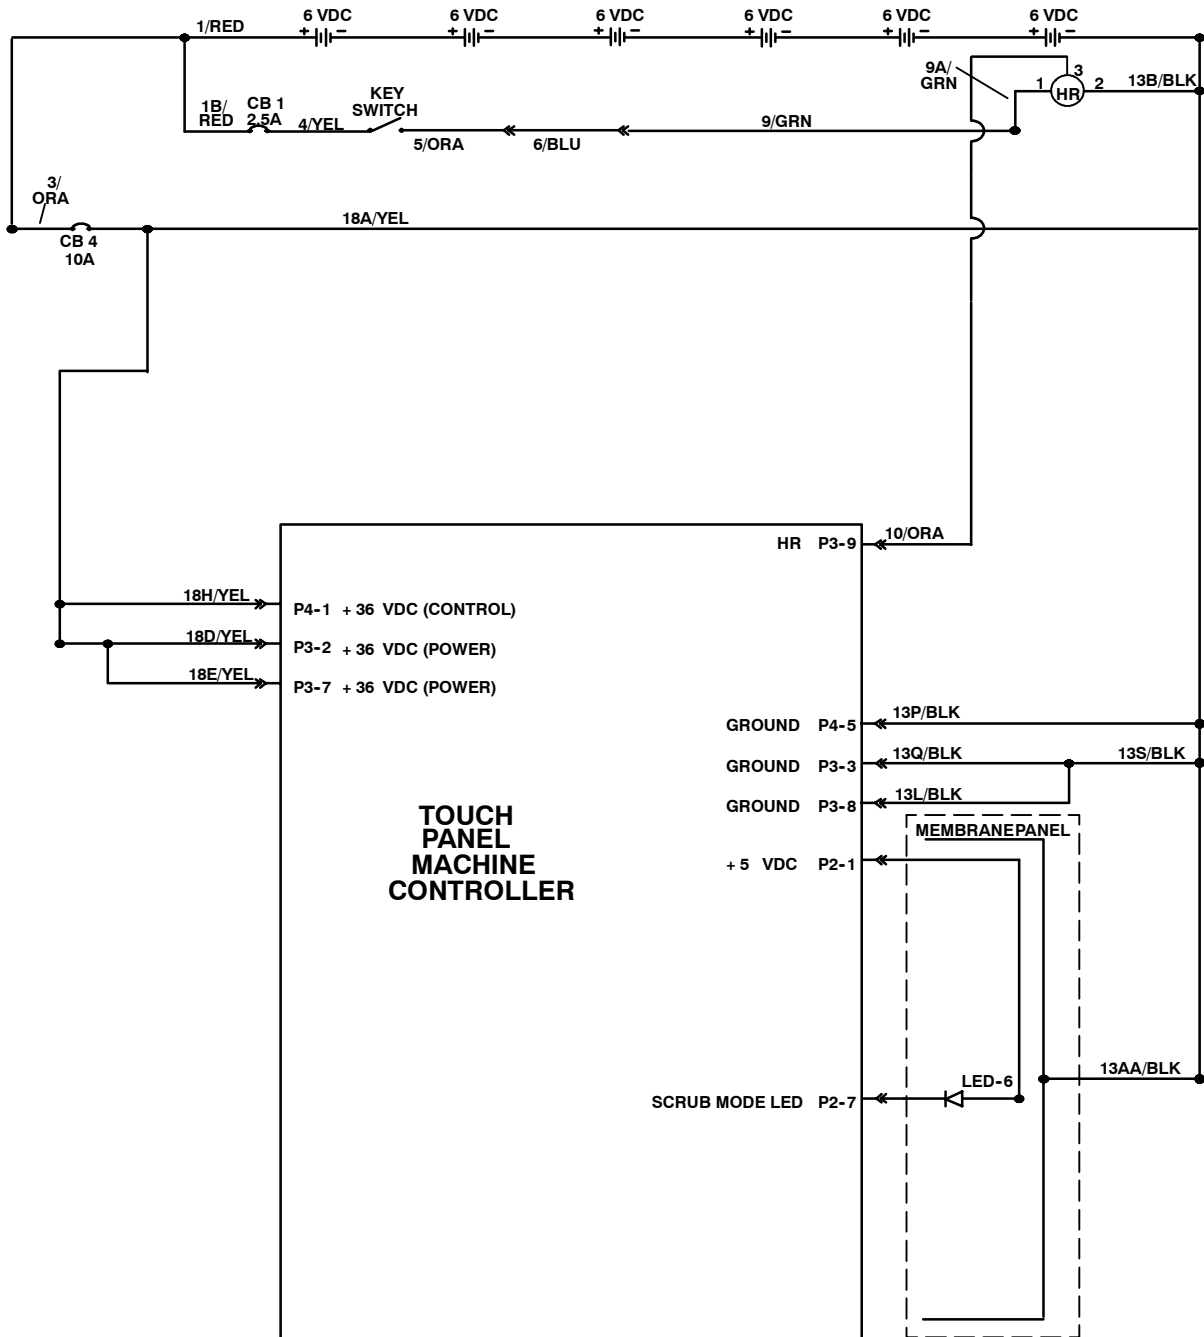 6 VDC 6 VDC 6 VDC 6 VDC 6 VDC 6 VDC
1/RED
+ − + − + − + − + − + −
9A/
GRN
1 3 2
HR
13B/BLK
1B/
RED
CB 1
2.5A
4/YEL
KEY
SWITCH
5/ORA
6/BLU
9/GRN
3/
ORA
CB 4
10A
18A/YEL
HR P3-9
10/ORA
18H/YEL
P4-1 + 36 VDC (CONTROL)
18D/YEL
P3-2 + 36 VDC (POWER)
18E/YEL
P3-7 + 36 VDC (POWER)
GROUND P4-5
13P/BLK
GROUND P3-3
13Q/BLK
13S/BLK
GROUND P3-8
13L/BLK
TOUCH
PANEL
MACHINE
CONTROLLER
MEMBRANE PANEL
+ 5 VDC P2-1
13AA/BLK
LED-6
SCRUB MODE LED P2-7